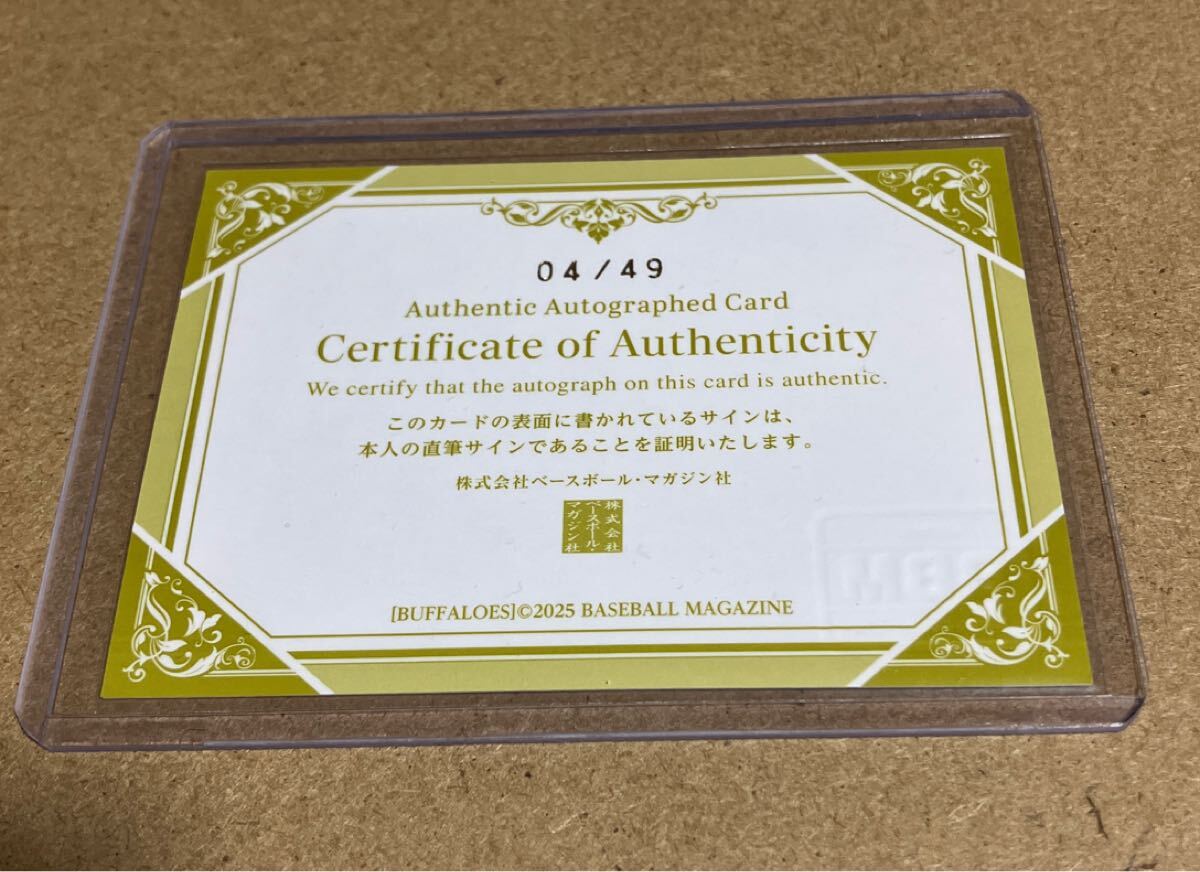 04/49
Authentic Autographed Card
Certificate of Authenticity
We certify that the autograph on this card is authentic.
このカードの表面に書かれているサインは、
本人の直筆サインであることを証明いたします。
株式会社ベースボール・マガジン社
株式会社
ベースボール・
マガジン社
BBM
[BUFFALOES]©2025 BASEBALL MAGAZINE